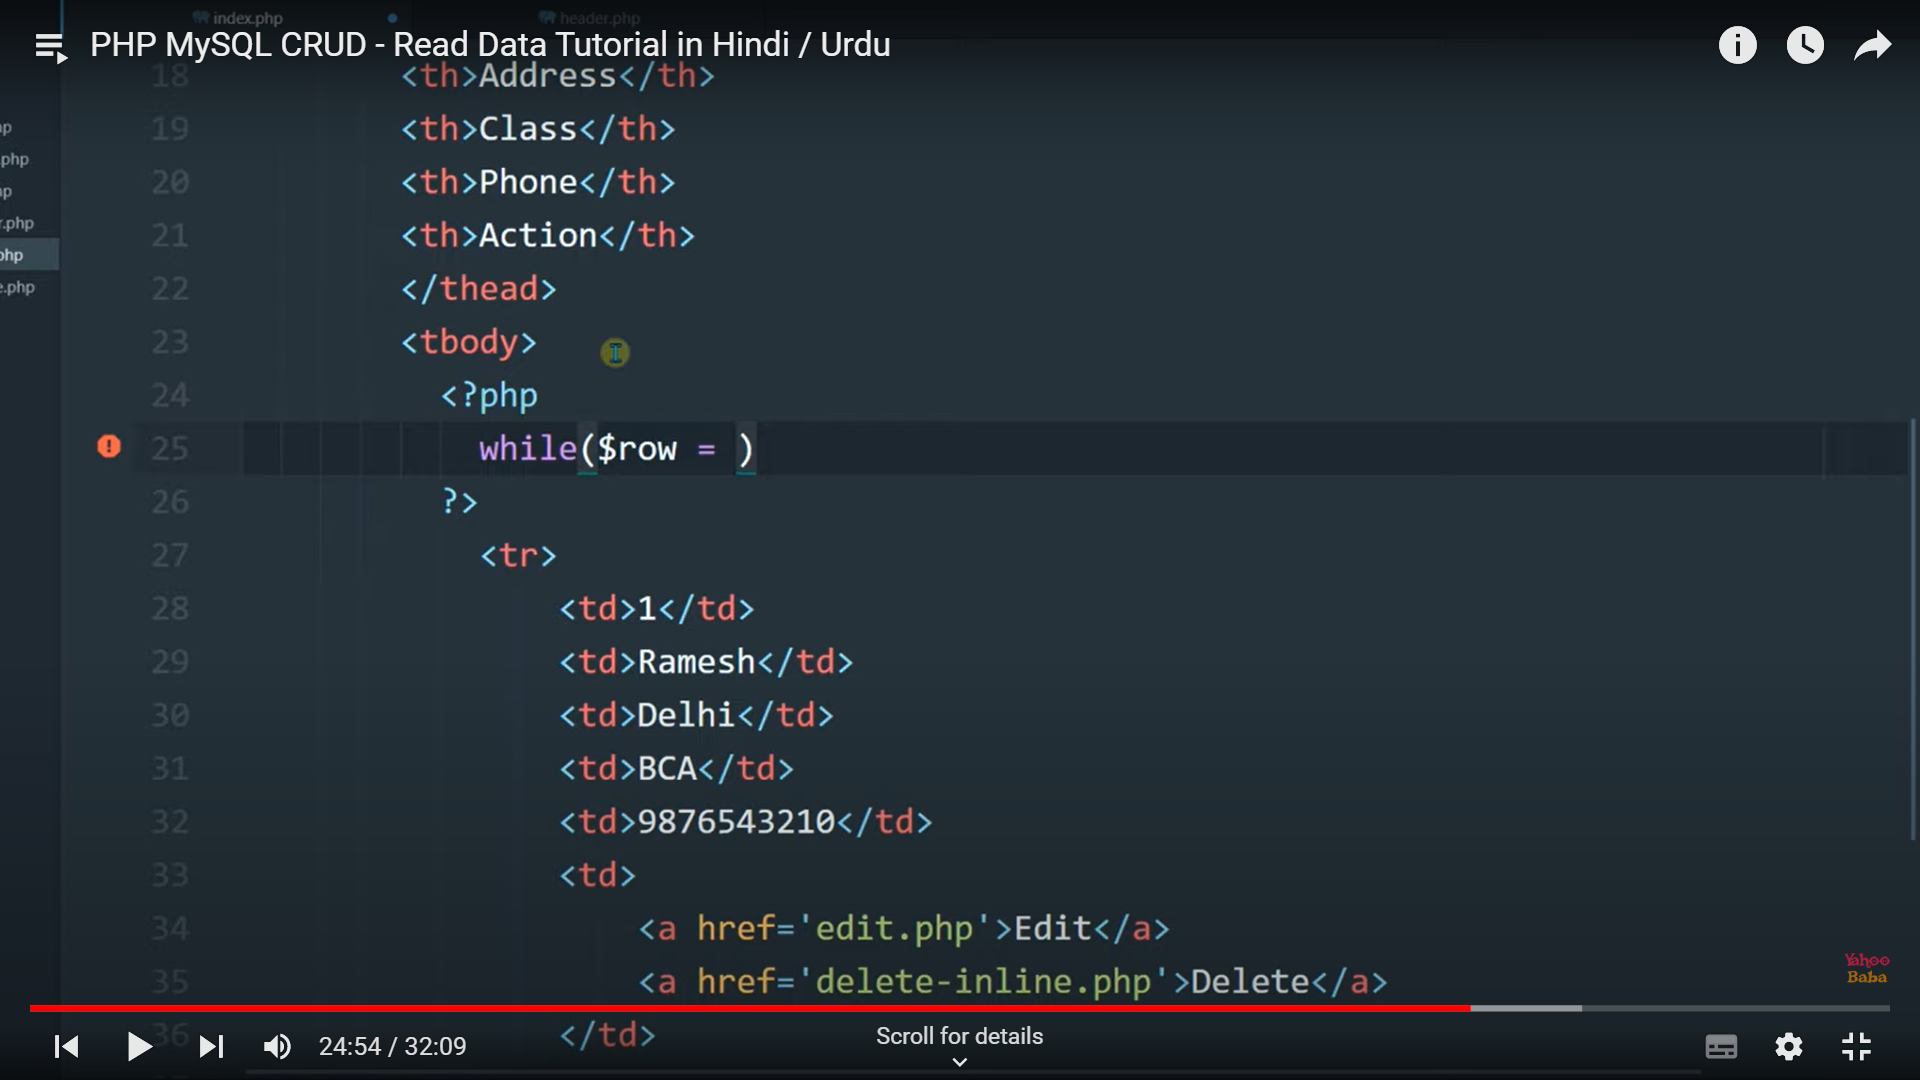 index.php
header.php
PHP MySQL CRUD - Read Data Tutorial in Hindi / Urdu
18 <th>Address</th>
19 <th>Class</th>
20 <th>Phone</th>
21 <th>Action</th>
22 </thead>
23 <tbody>
24 <?php
25 while($row = )
26 ?>
27 <tr>
28 <td>1</td>
29 <td>Ramesh</td>
30 <td>Delhi</td>
31 <td>BCA</td>
32 <td>9876543210</td>
33 <td>
34 <a href='edit.php'>Edit</a>
35 <a href='delete-inline.php'>Delete</a>
36 </td>
Yahoo
Baba
24:54 / 32:09
Scroll for details